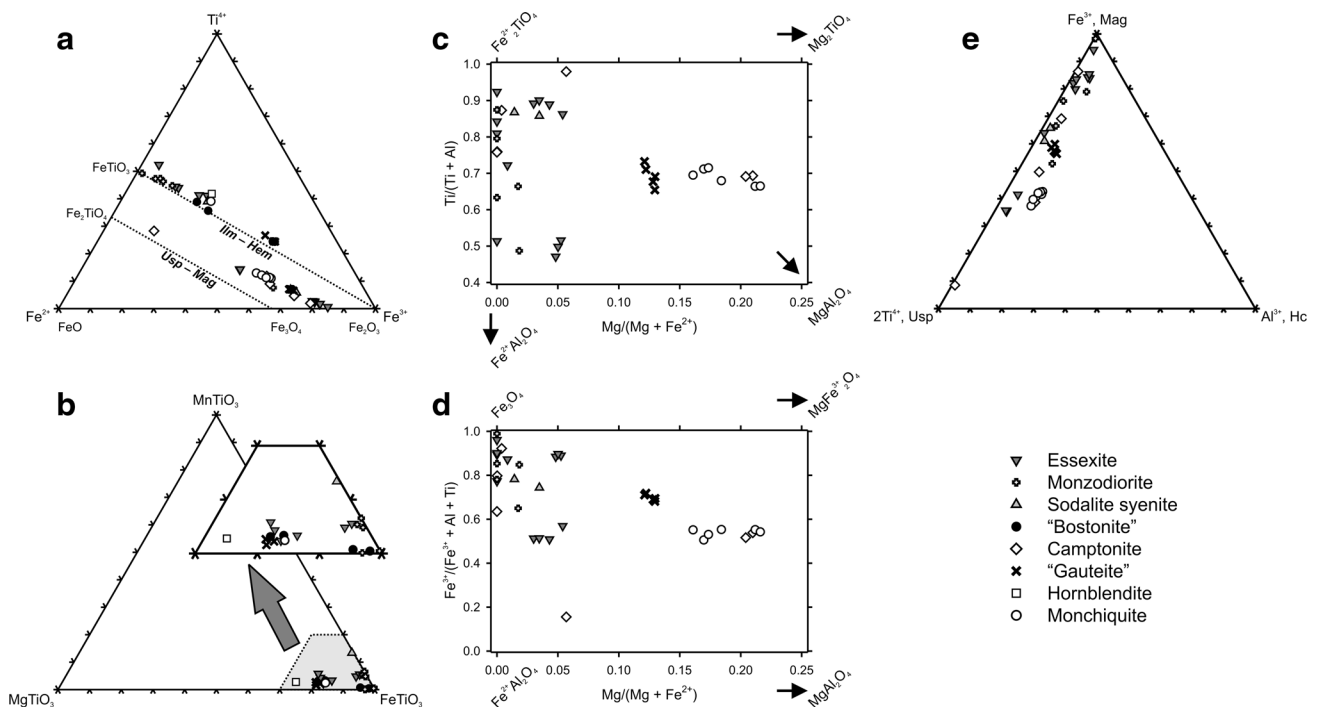 a
Ti⁴⁺
FeTiO₃
Fe₂TiO₄
Ilm – Hem
Usp – Mag
Fe²⁺
FeO
Fe₃O₄
Fe₂O₃
Fe³⁺
b
MnTiO₃
MgTiO₃
FeTiO₃
c
Fe²⁺₂TiO₄
Mg₂TiO₄
1.0
0.9
0.8
0.7
0.6
0.5
0.4
Ti/(Ti + Al)
0.00 0.05 0.10 0.15 0.20 0.25
Mg/(Mg + Fe²⁺)
MgAl₂O₄
Fe²⁺Al₂O₄
d
Fe₃O₄
MgFe³⁺₂O₄
1.0
0.8
0.6
0.4
0.2
0.0
Fe³⁺/(Fe³⁺ + Al + Ti)
0.00 0.05 0.10 0.15 0.20 0.25
Mg/(Mg + Fe²⁺)
Fe²⁺Al₂O₄
MgAl₂O₄
e
Fe³⁺, Mag
2Ti⁴⁺, Usp
Al³⁺, Hc
Essexite
Monzodiorite
Sodalite syenite
“Bostonite”
Camptonite
“Gauteite”
Hornblendite
Monchiquite